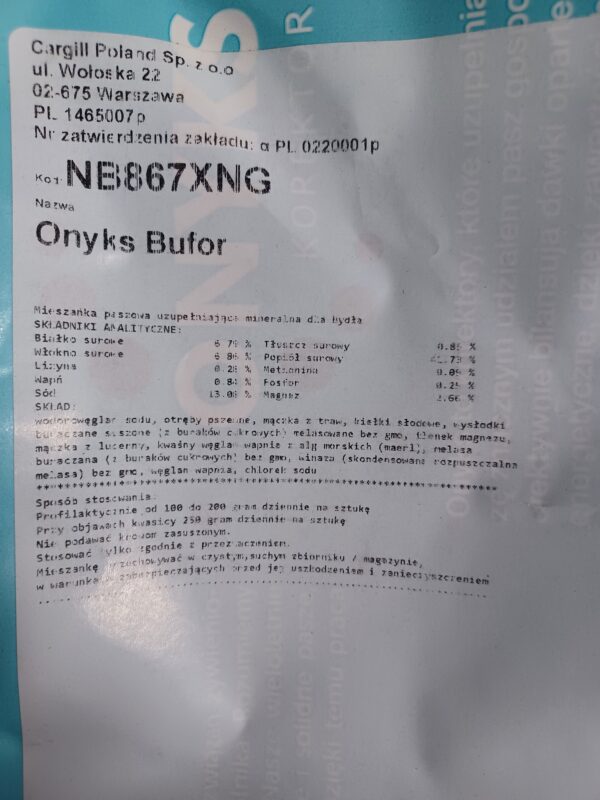 Cargill Poland Sp. z o.o
ul. Wołoska 22
02-675 Warszawa
PL 1465007p
Nr zatwierdzenia zakładu: α PL 0220001p
Kod NB867XNG
Nazwa
Onyks Bufor
Mieszanka paszowa uzupełniająca mineralna dla bydła
SKŁADNIKI ANALITYCZNE:
Białko surowe 6.79 % Tłuszcz surowy 0.85 %
Włókno surowe 6.86 % Popiół surowy 41.73 %
Lizyna 0.28 % Metionina 0.09 %
Wapń 0.84 % Fosfor 0.25 %
Sód 13.08 % Magnez 2.66 %
SKŁAD:
wodorowęglan sodu, otręby pszenne, mączka z traw, kiełki słodowe, wysłodki
buraczane suszone (z buraków cukrowych) melasowane bez gmo, tlenek magnezu,
mączka z lucerny, kwaśny węglan wapnia z alg morskich (maerl), melasa
buraczana (z buraków cukrowych) bez gmo, winaza (skondensowana rozpuszczalna
melasa) bez gmo, węglan wapnia, chlorek sodu
Sposób stosowania:
Profilaktycznie od 100 do 200 gram dziennie na sztukę
Przy objawach kwasicy 250 gram dziennie na sztukę
Nie podawać krowom zasuszonym.
Stosować tylko zgodnie z przeznaczeniem.
Mieszankę przechowywać w czystym, suchym zbiorniku / magazynie,
w warunkach zabezpieczających przed jej uszkodzeniem i zanieczyszczeniem